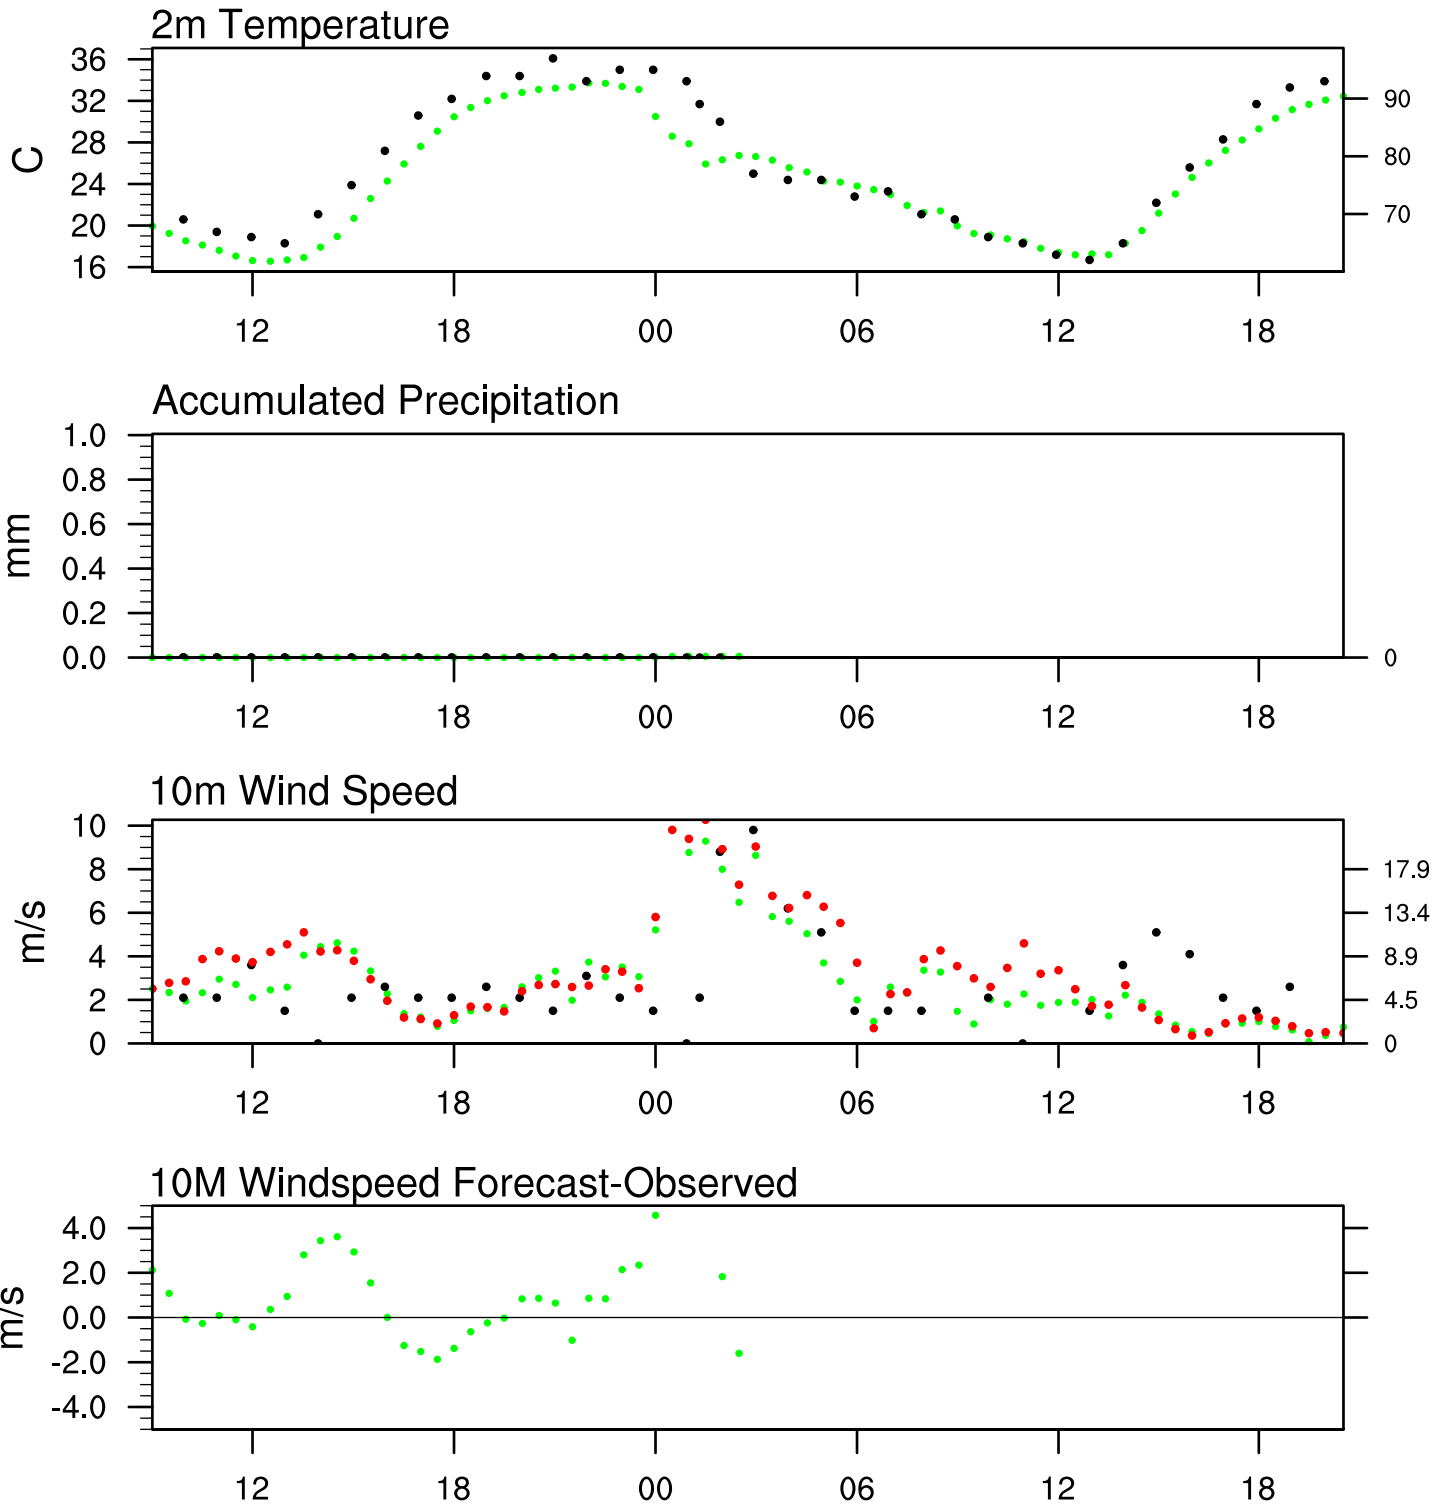 2m Temperature
36
32
28
24
20
16
C
90
80
70
12 18 00 06 12 18
Accumulated Precipitation
1.0
0.8
0.6
0.4
0.2
0.0
mm
0
12 18 00 06 12 18
10m Wind Speed
10
8
6
4
2
0
m/s
17.9
13.4
8.9
4.5
0
12 18 00 06 12 18
10M Windspeed Forecast-Observed
4.0
2.0
0.0
-2.0
-4.0
m/s
12 18 00 06 12 18